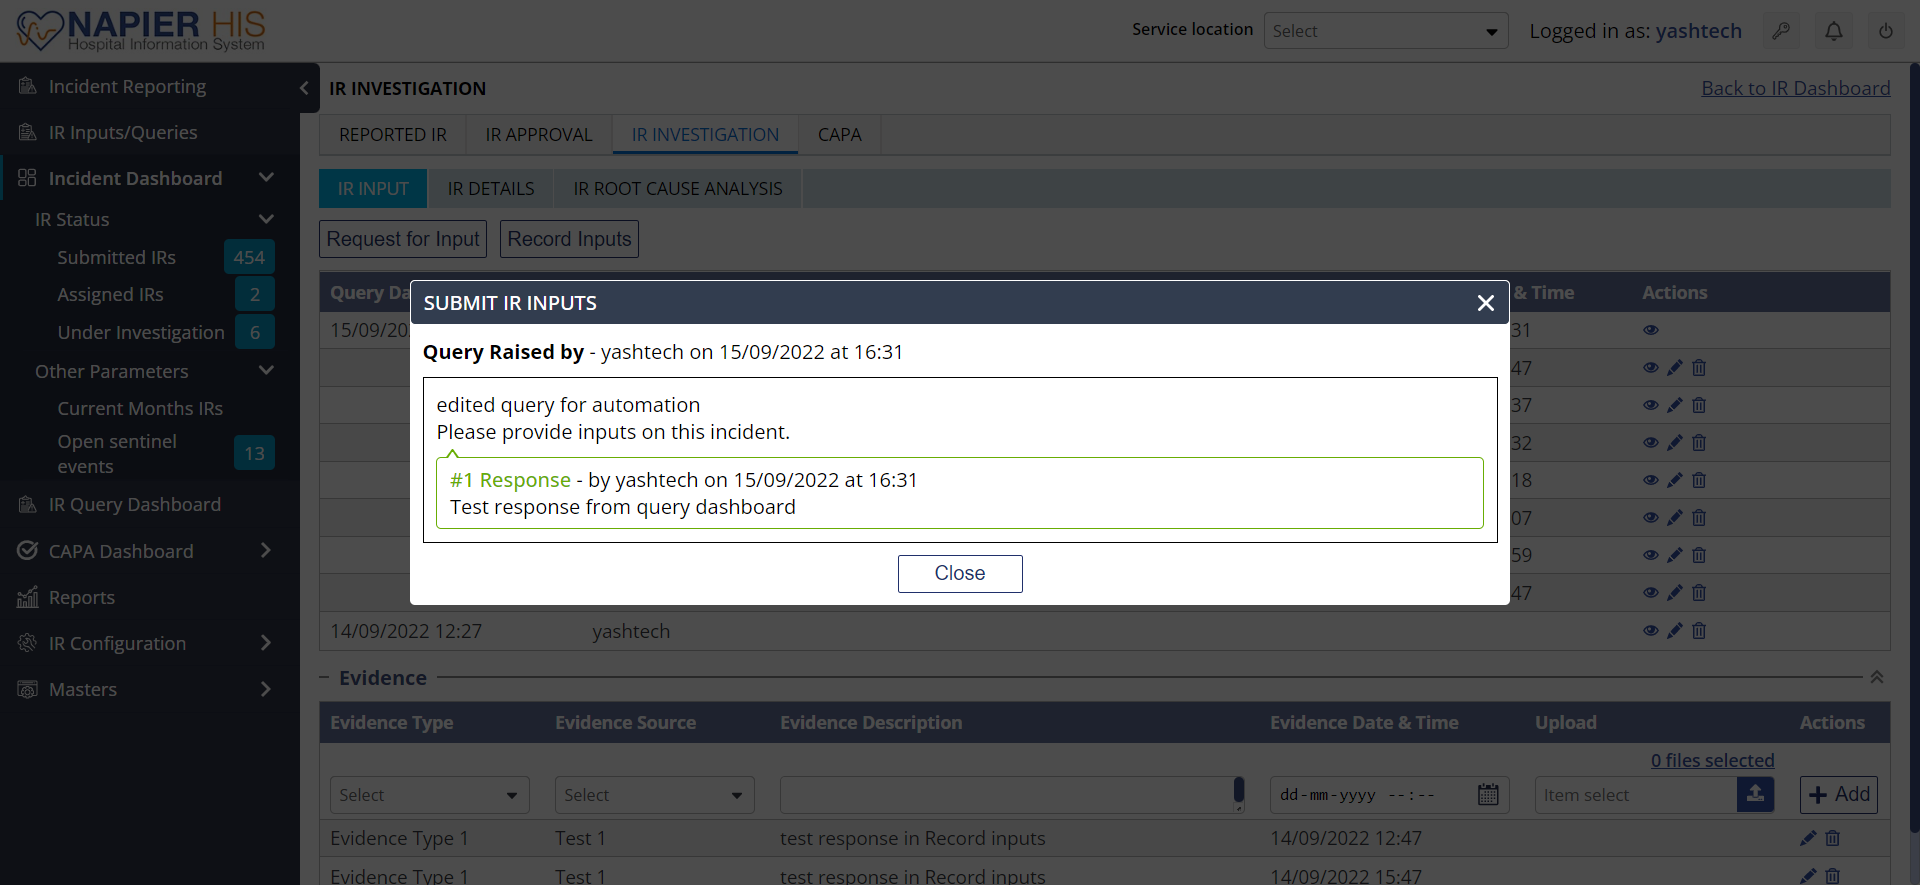 NAPIER HIS
Hospital Information System
Service location
Select
Logged in as: yashtech
Incident Reporting
IR Inputs/Queries
Incident Dashboard
IR Status
Submitted IRs 454
Assigned IRs 2
Under Investigation 6
Other Parameters
Current Months IRs
Open sentinel events 13
IR Query Dashboard
CAPA Dashboard
Reports
IR Configuration
Masters
IR INVESTIGATION
Back to IR Dashboard
REPORTED IR IR APPROVAL IR INVESTIGATION CAPA
IR INPUT IR DETAILS IR ROOT CAUSE ANALYSIS
Request for Input Record Inputs
Query Da & Time Actions
15/09/20 31
47
37
32
18
07
59
47
14/09/2022 12:27 yashtech
SUBMIT IR INPUTS
Query Raised by - yashtech on 15/09/2022 at 16:31
edited query for automation
Please provide inputs on this incident.
#1 Response - by yashtech on 15/09/2022 at 16:31
Test response from query dashboard
Close
Evidence
Evidence Type Evidence Source Evidence Description Evidence Date & Time Upload Actions
0 files selected
Select Select dd-mm-yyyy --:-- Item select Add
Evidence Type 1 Test 1 test response in Record inputs 14/09/2022 12:47
Evidence Type 1 Test 1 test response in Record inputs 14/09/2022 15:47